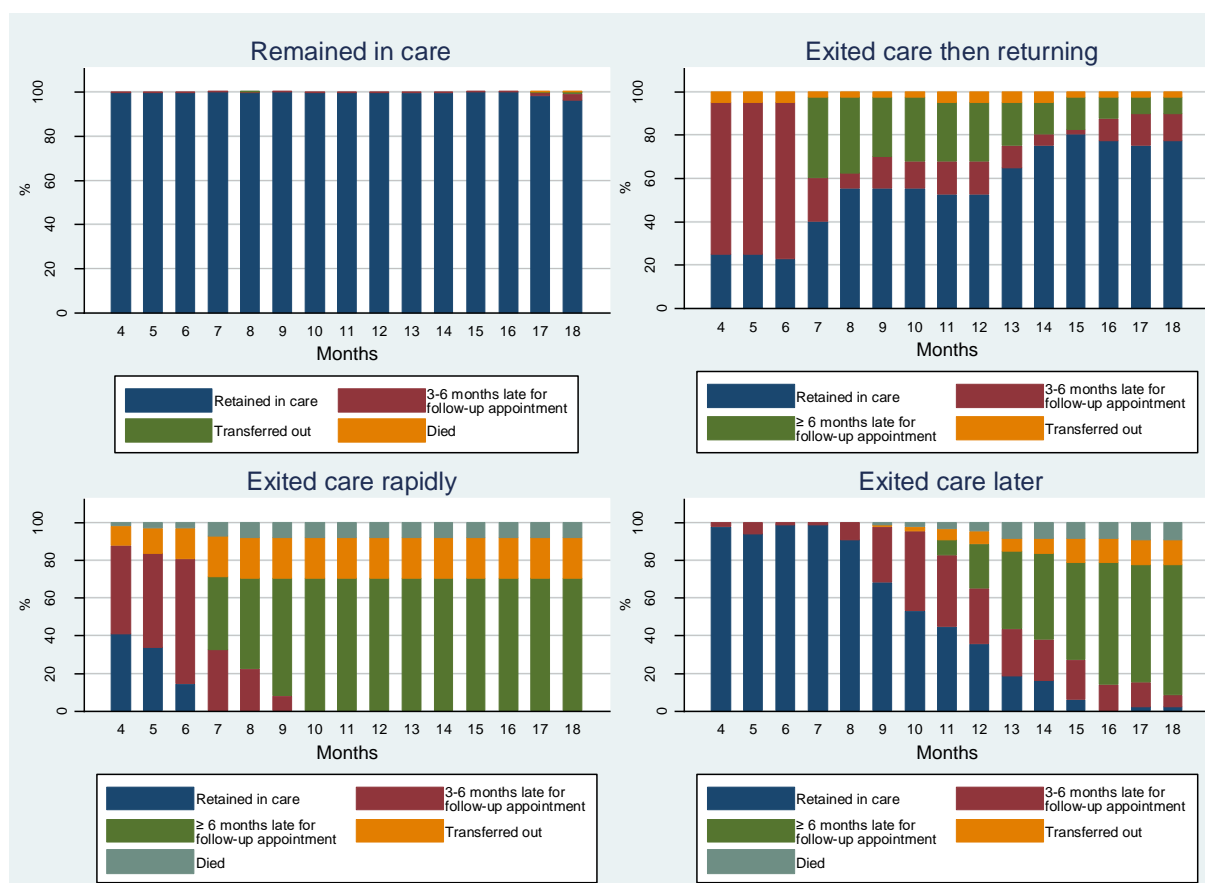 Remained in care
100
80
60
40
20
0
%
4 5 6 7 8 9 10 11 12 13 14 15 16 17 18
Months
Retained in care
3-6 months late for
follow-up appointment
Transferred out
Died
Exited care then returning
100
80
60
40
20
0
%
4 5 6 7 8 9 10 11 12 13 14 15 16 17 18
Months
Retained in care
3-6 months late for
follow-up appointment
≥ 6 months late for
follow-up appointment
Transferred out
Exited care rapidly
100
80
60
40
20
0
%
4 5 6 7 8 9 10 11 12 13 14 15 16 17 18
Months
Retained in care
3-6 months late for
follow-up appointment
≥ 6 months late for
follow-up appointment
Transferred out
Died
Exited care later
100
80
60
40
20
0
%
4 5 6 7 8 9 10 11 12 13 14 15 16 17 18
Months
Retained in care
3-6 months late for
follow-up appointment
≥ 6 months late for
follow-up appointment
Transferred out
Died